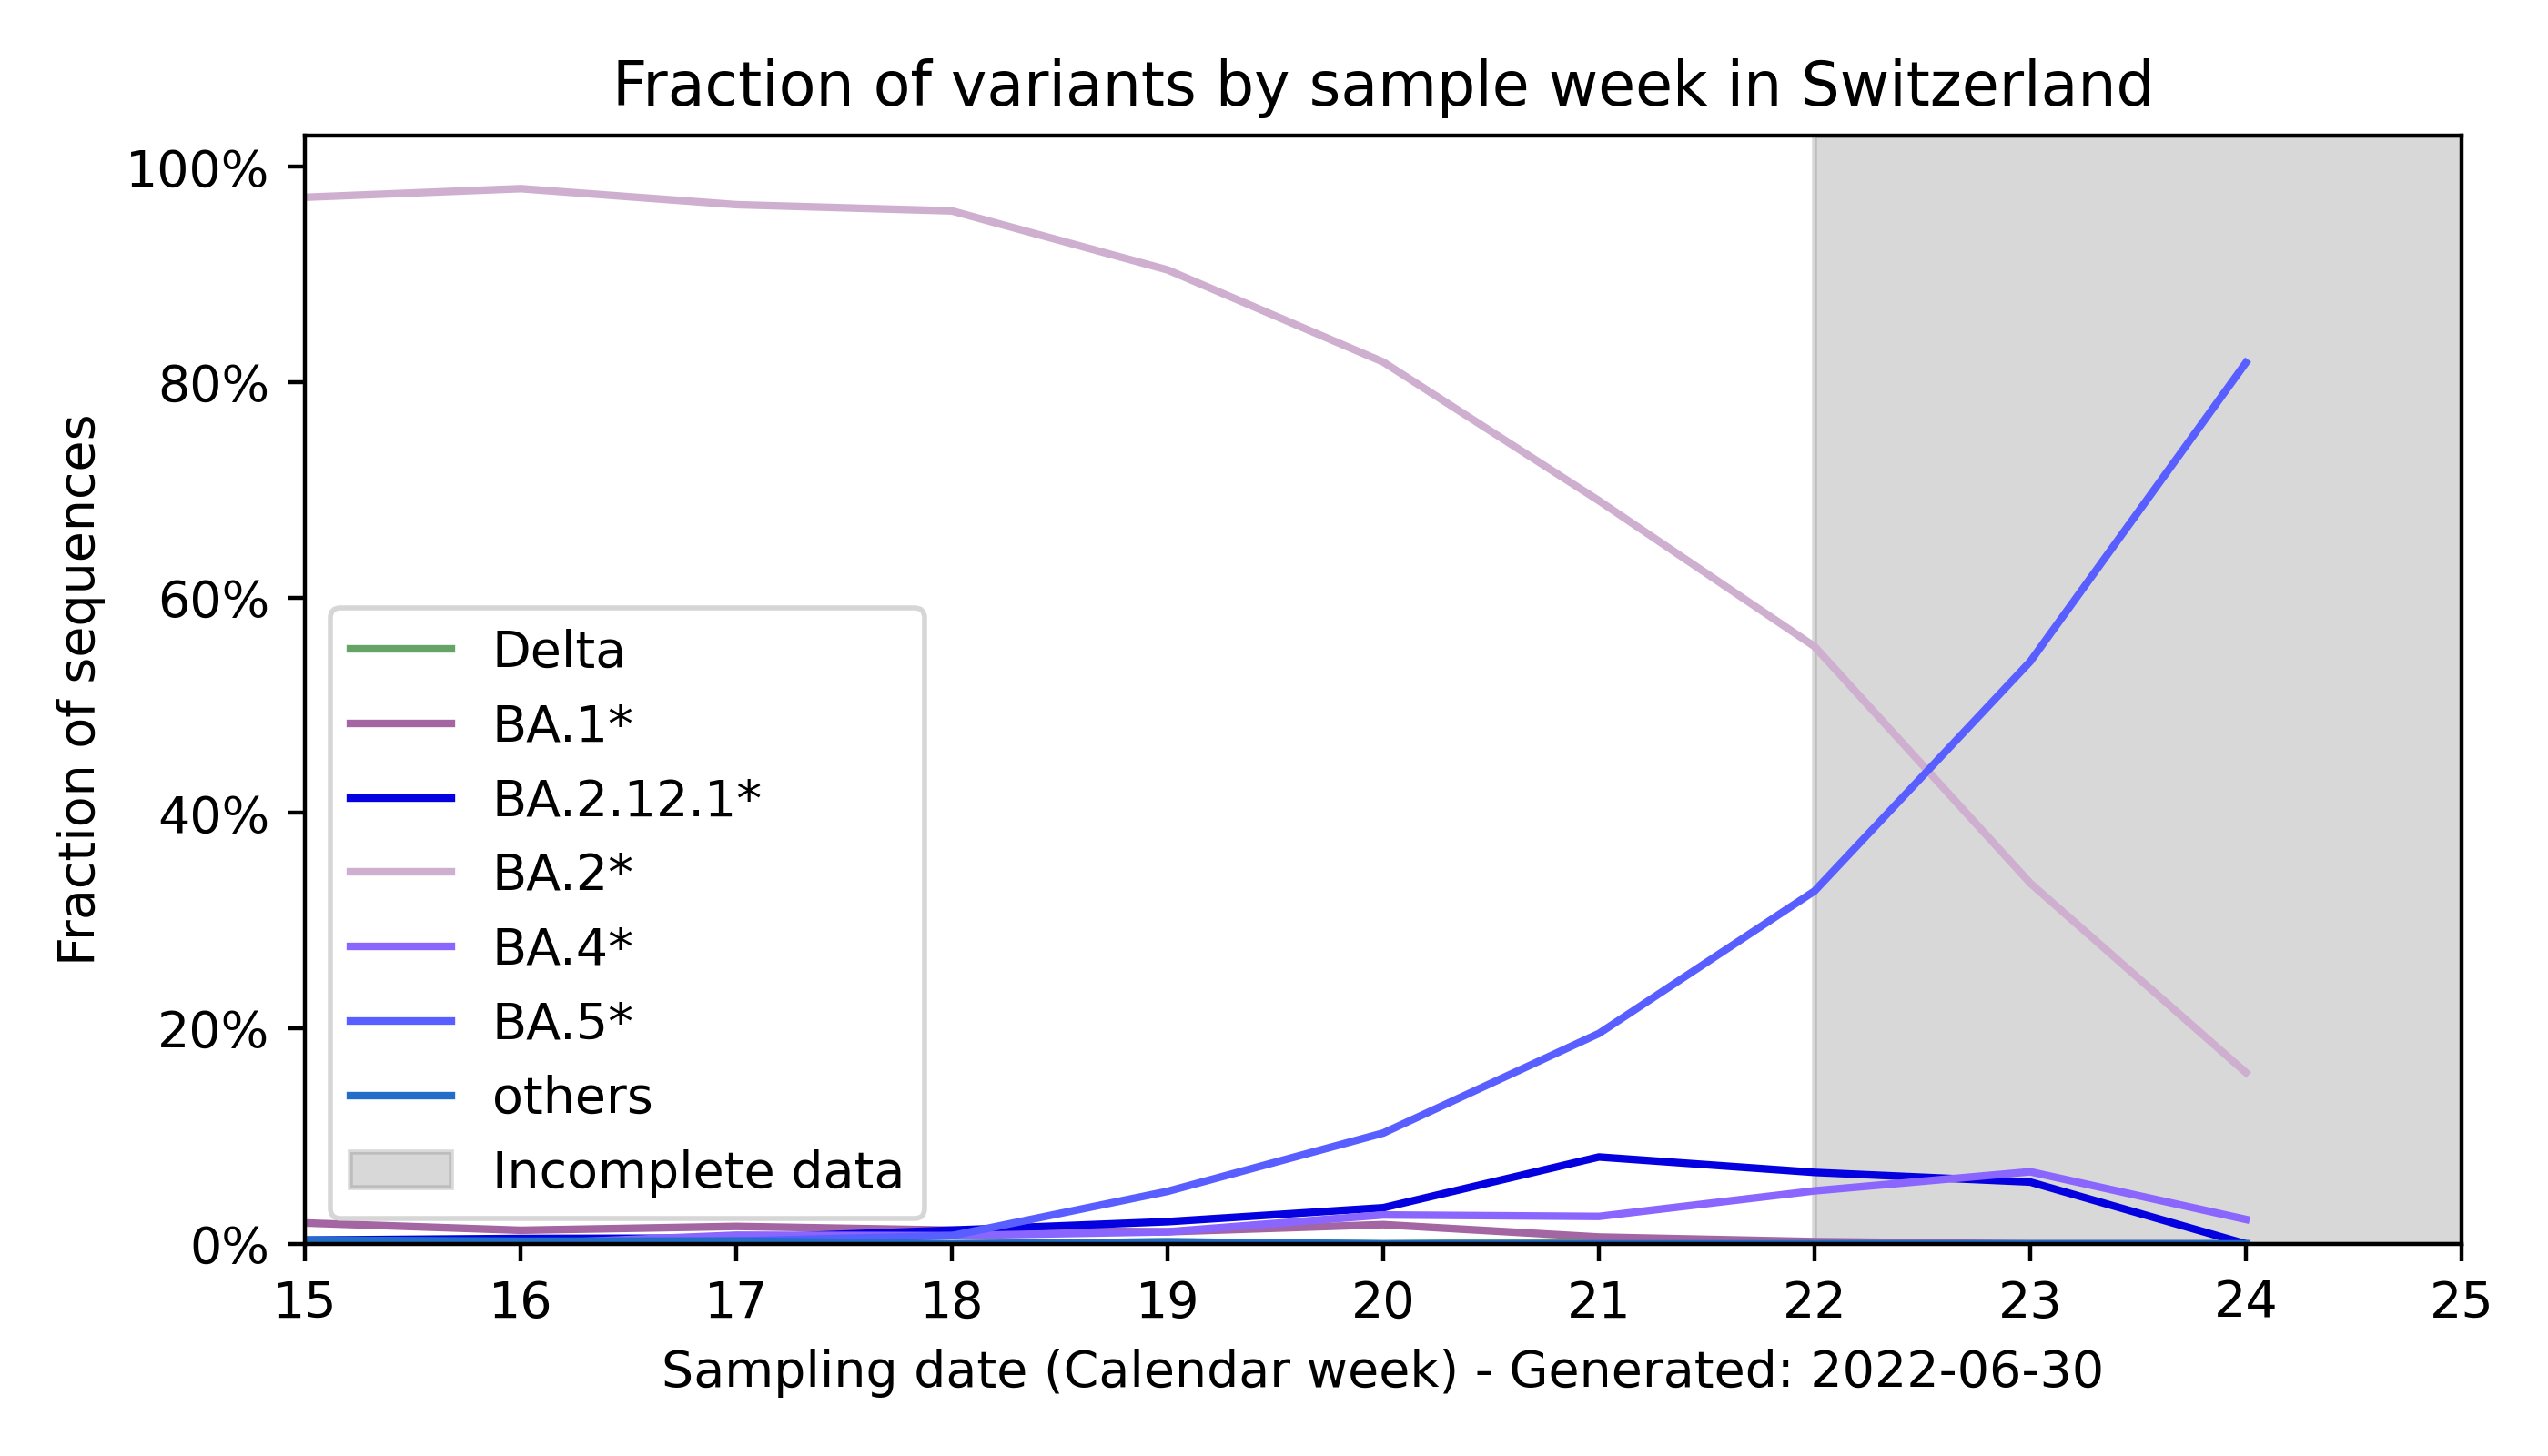 Fraction of variants by sample week in Switzerland
Fraction of sequences
100%
80%
60%
40%
20%
0%
Delta
BA.1*
BA.2.12.1*
BA.2*
BA.4*
BA.5*
others
Incomplete data
15 16 17 18 19 20 21 22 23 24 25
Sampling date (Calendar week) - Generated: 2022-06-30